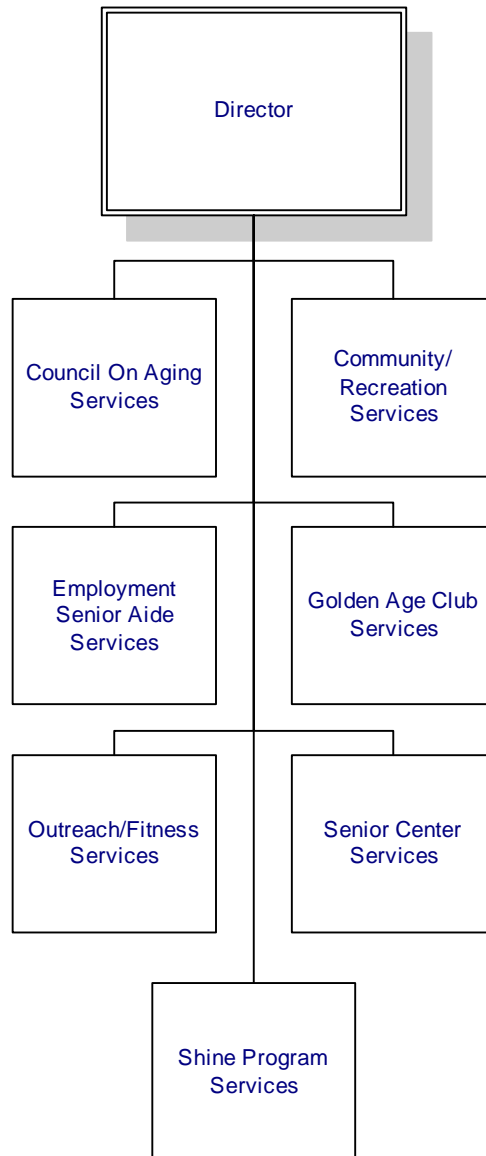 Director
Council On Aging
Services
Community/
Recreation
Services
Employment
Senior Aide
Services
Golden Age Club
Services
Outreach/Fitness
Services
Senior Center
Services
Shine Program
Services